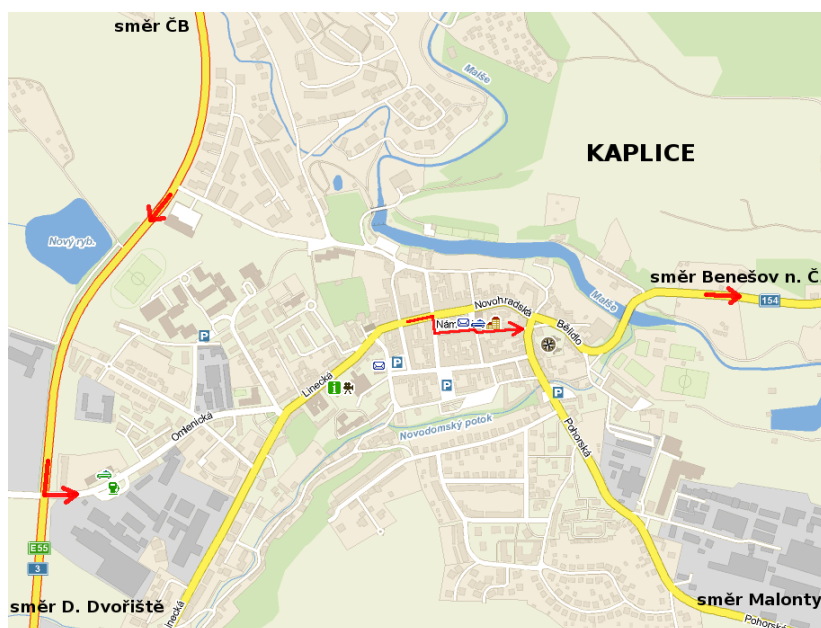 směr ČB
Malše
KAPLICE
Nový ryb.
směr Benešov n. Č
Malše
154
Novohradská
Bělidlo
Nám
P
Linecká
P
P
P
i
Omlenická
Novodomský potok
Pohorská
E55
3
směr D. Dvořiště
Linecká
směr Malonty
Pohorská